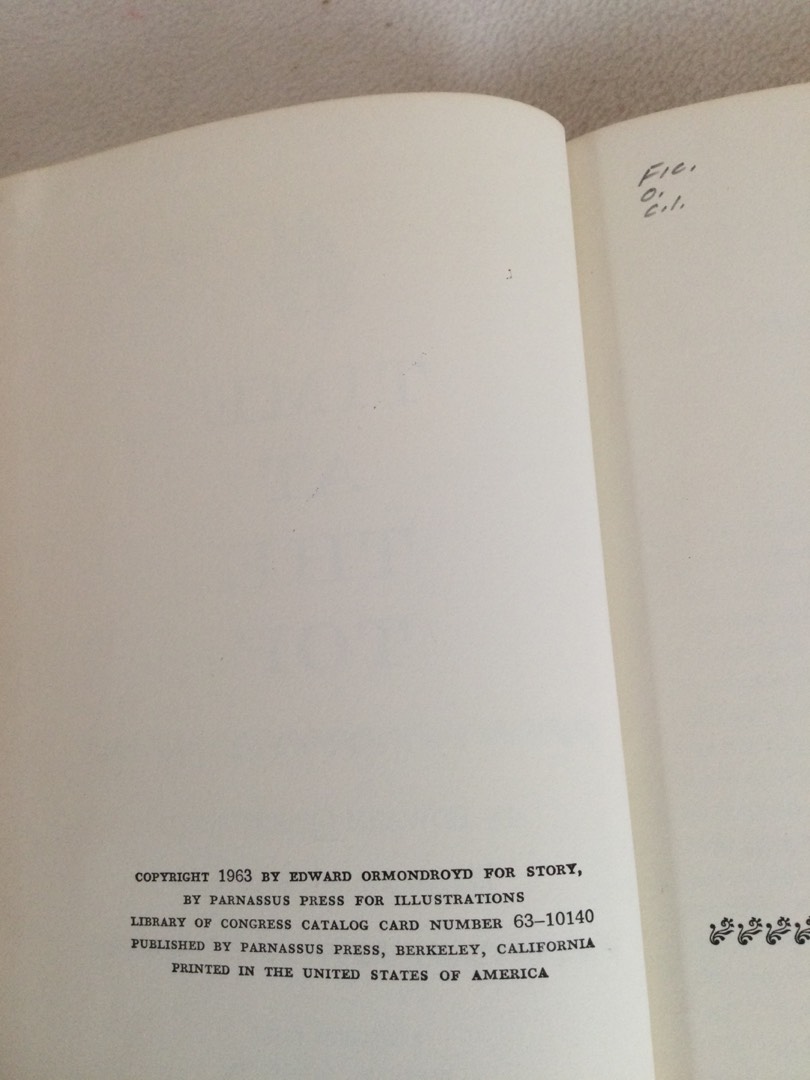 COPYRIGHT 1963 BY EDWARD ORMONDROYD FOR STORY,
BY PARNASSUS PRESS FOR ILLUSTRATIONS
LIBRARY OF CONGRESS CATALOG CARD NUMBER 63–10140
PUBLISHED BY PARNASSUS PRESS, BERKELEY, CALIFORNIA
PRINTED IN THE UNITED STATES OF AMERICA
Fic.
O.
c.1.